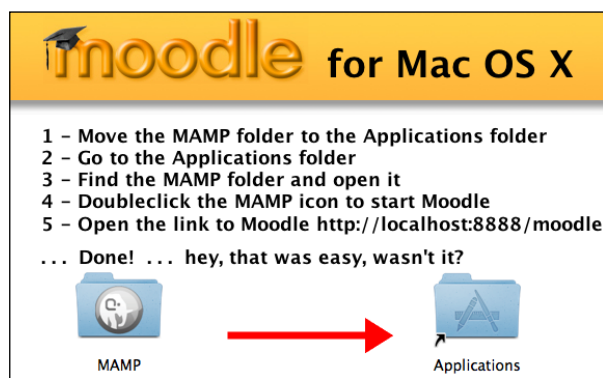 moodle for Mac OS X
1 – Move the MAMP folder to the Applications folder
2 – Go to the Applications folder
3 – Find the MAMP folder and open it
4 – Doubleclick the MAMP icon to start Moodle
5 – Open the link to Moodle http://localhost:8888/moodle
... Done! ... hey, that was easy, wasn't it?
MAMP
Applications